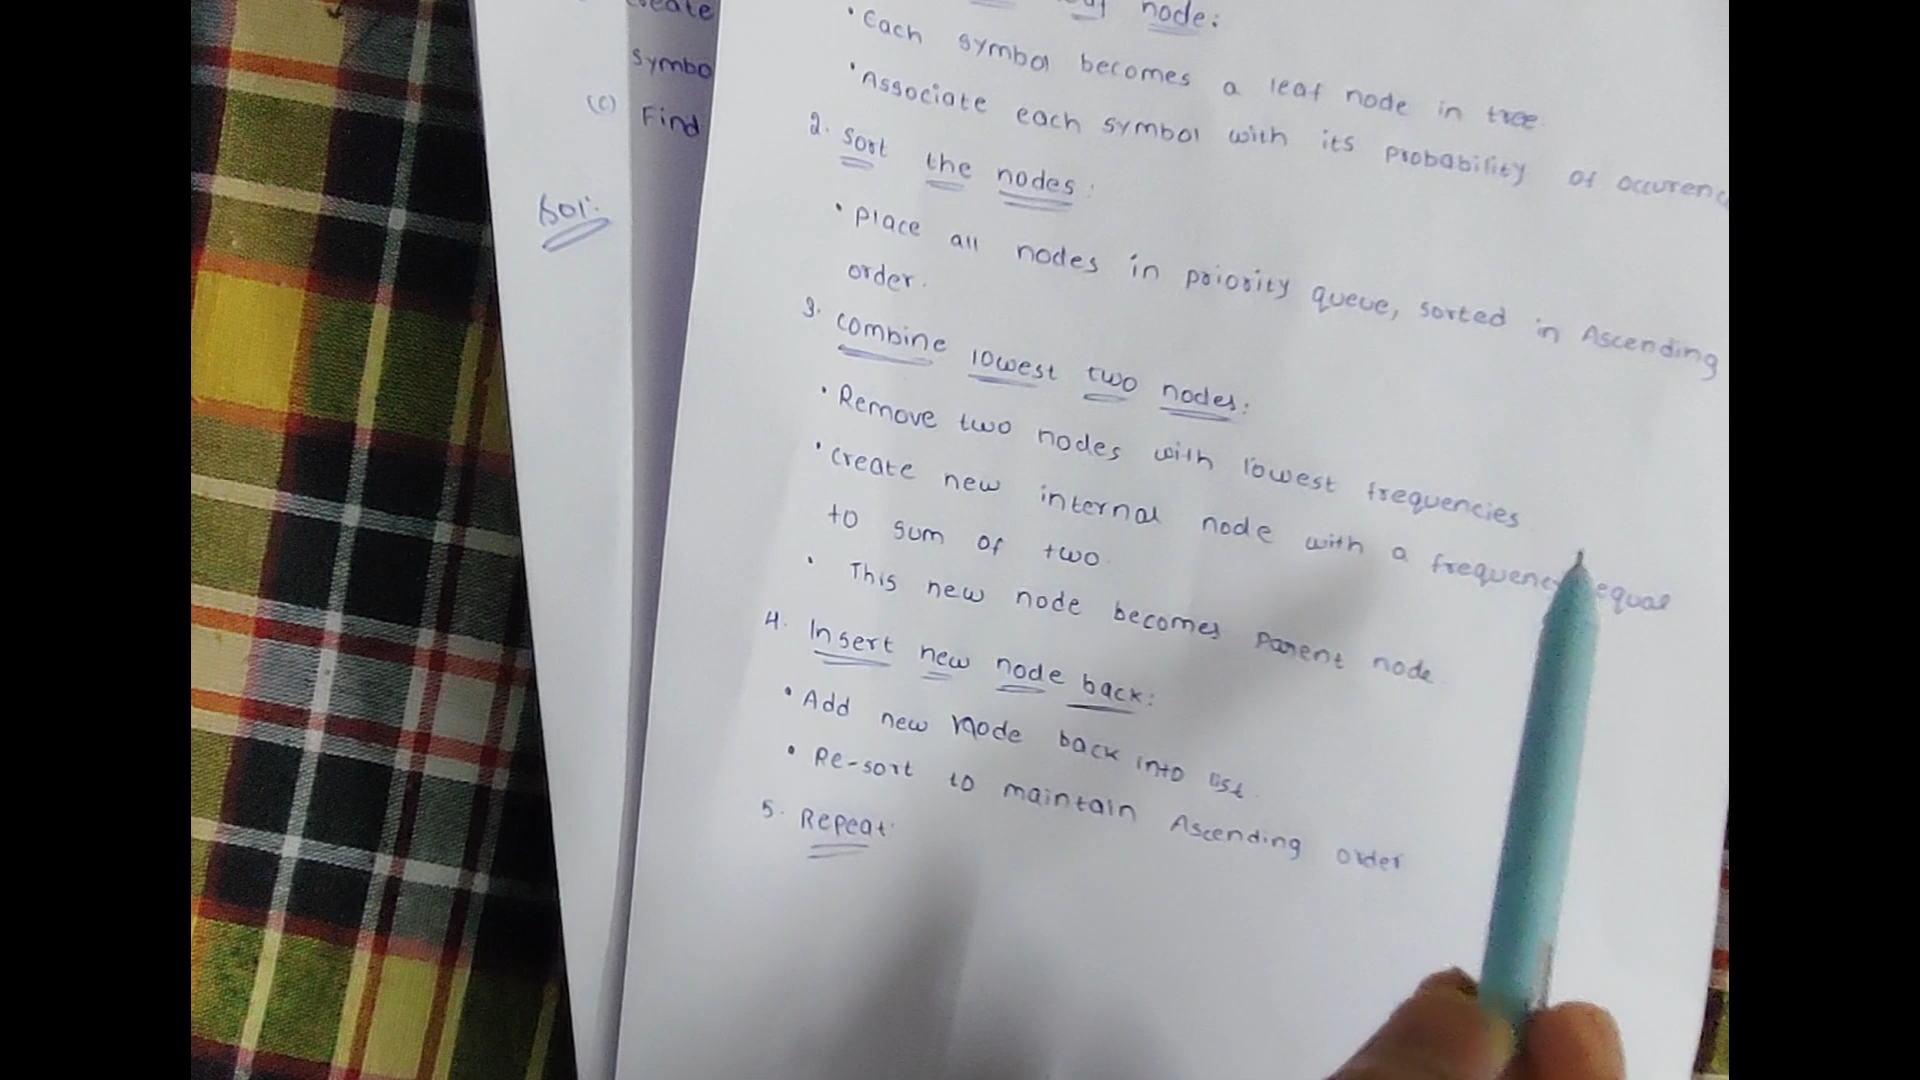 node:
• Each symbol becomes a leaf node in tree.
• Associate each symbol with its probability of occurenc
2. Sort the nodes:
• Place all nodes in priority queue, sorted in Ascending
order.
3. Combine lowest two nodes:
• Remove two nodes with lowest frequencies
• create new internal node with a frequency equal
to sum of two
• This new node becomes parent node.
4. Insert new node back:
• Add new node back into list.
• Re-sort to maintain Ascending order
5. Repeat:
symbo
(c) Find
Sol: